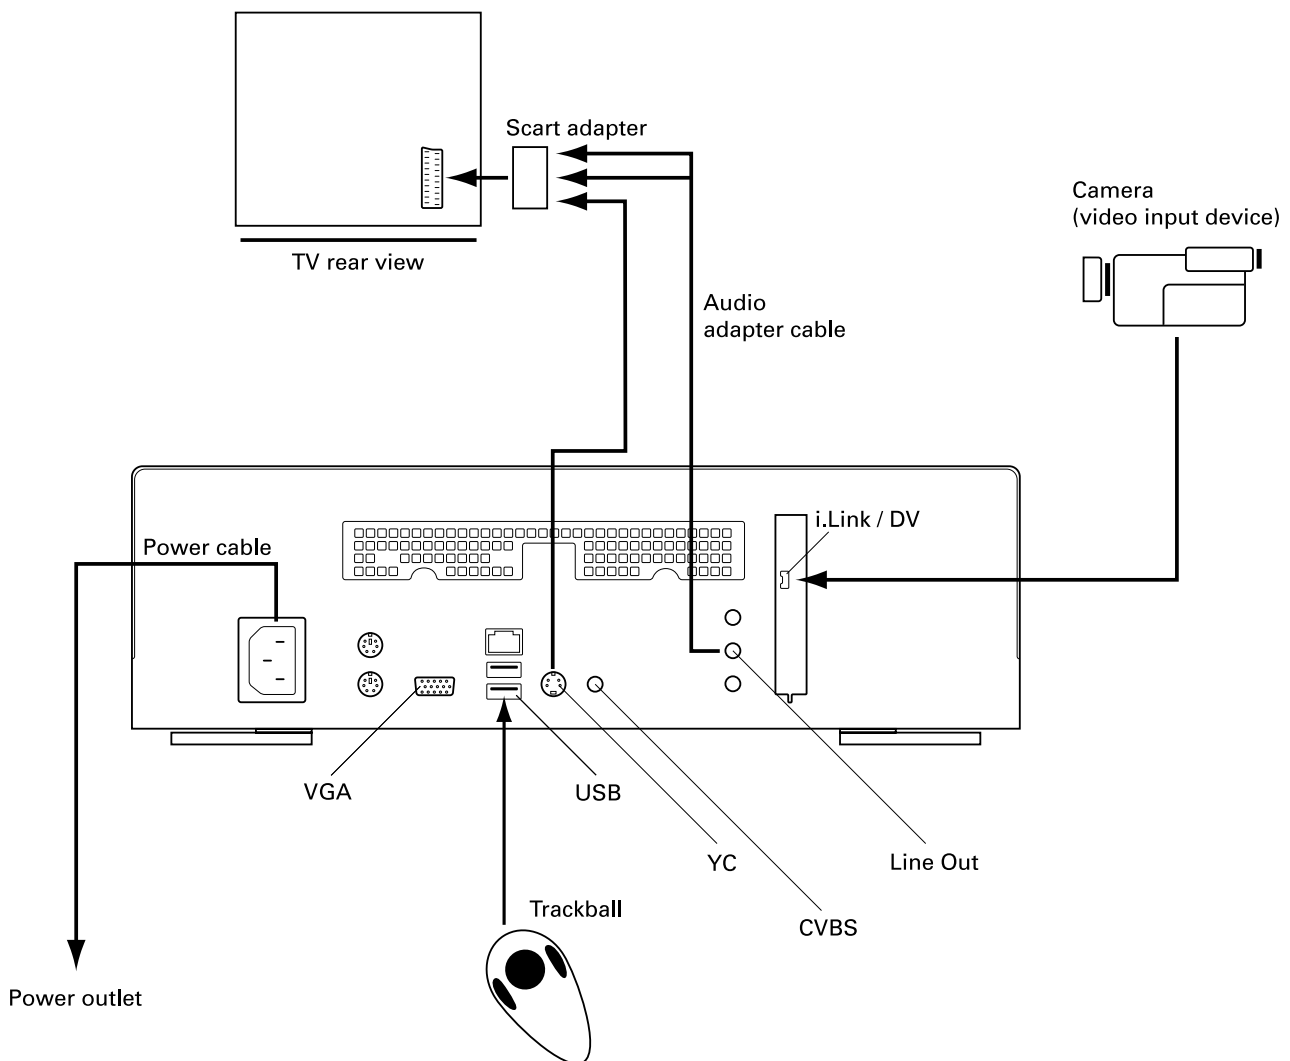 Scart adapter
Camera
(video input device)
TV rear view
Audio
adapter cable
i.Link / DV
Power cable
VGA
USB
YC
Line Out
Trackball
CVBS
Power outlet